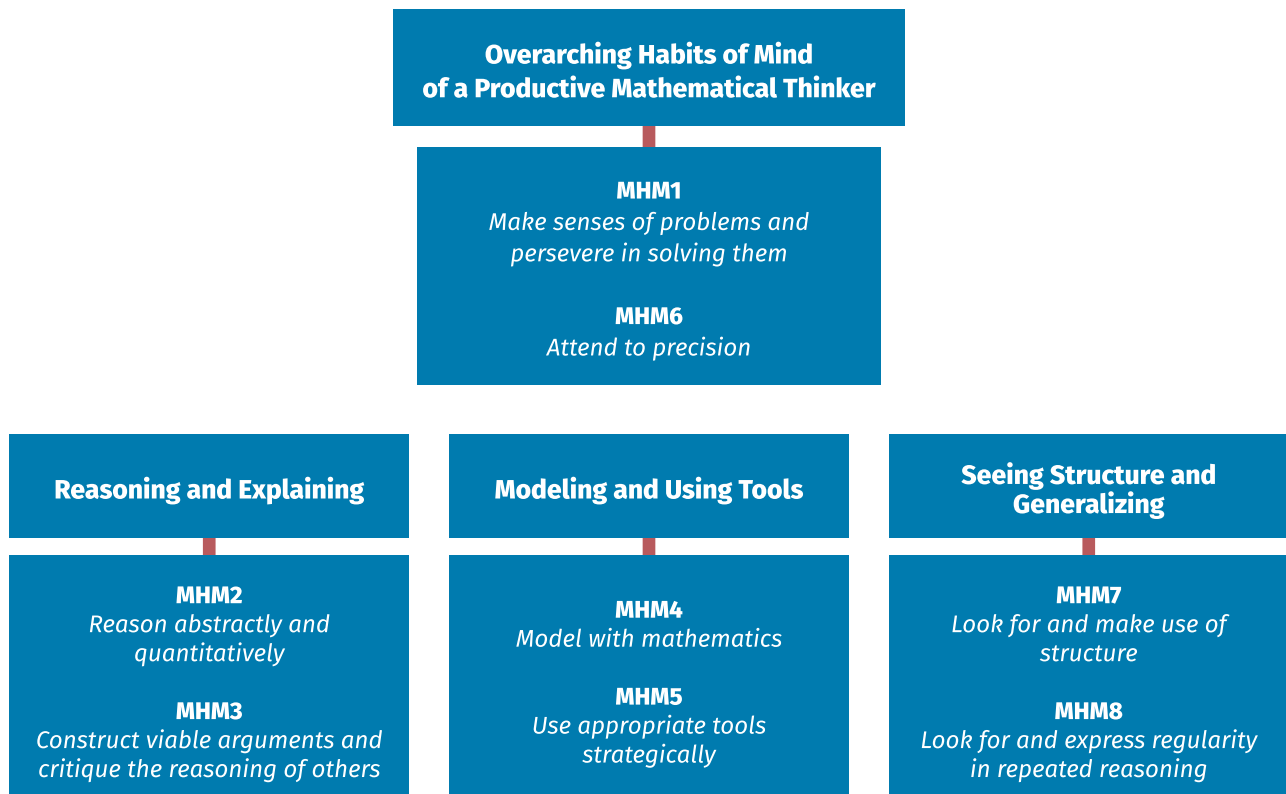 Overarching Habits of Mind
of a Productive Mathematical Thinker
MHM1
Make senses of problems and
persevere in solving them
MHM6
Attend to precision
Reasoning and Explaining
MHM2
Reason abstractly and
quantitatively
MHM3
Construct viable arguments and
critique the reasoning of others
Modeling and Using Tools
MHM4
Model with mathematics
MHM5
Use appropriate tools
strategically
Seeing Structure and
Generalizing
MHM7
Look for and make use of
structure
MHM8
Look for and express regularity
in repeated reasoning